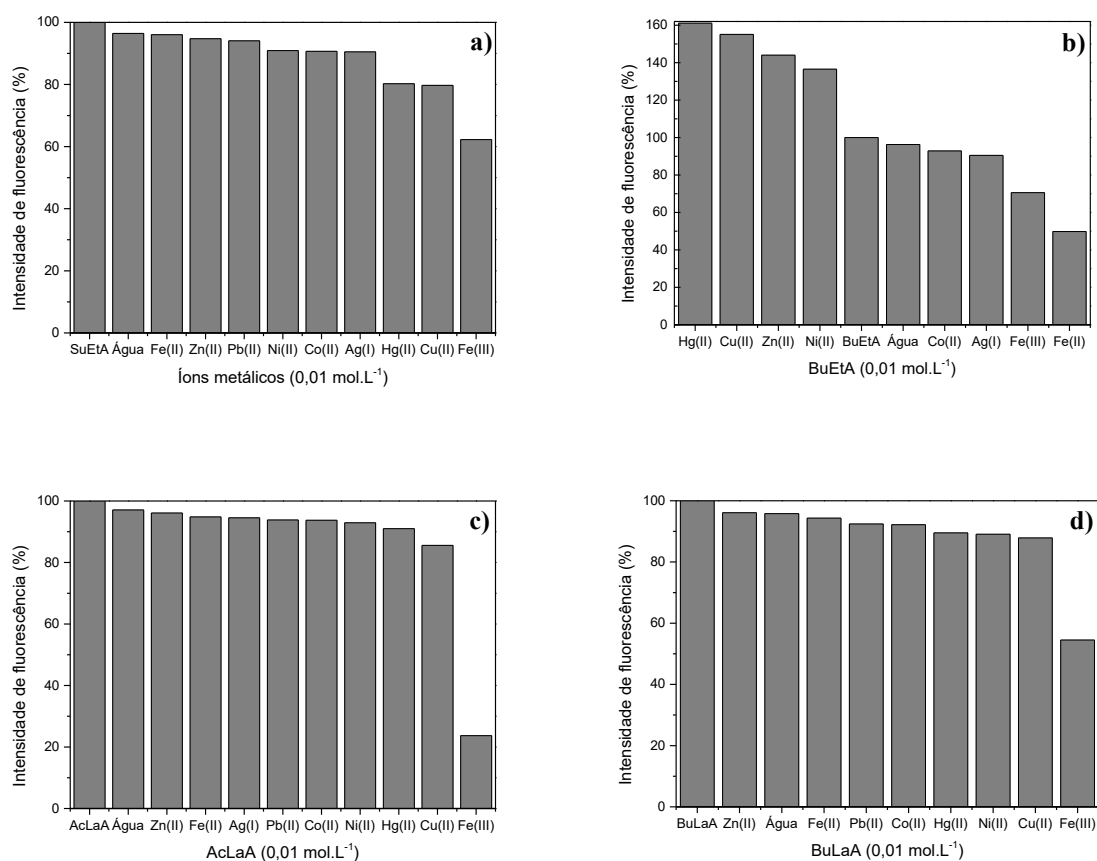 a)
Intensidade de fluorescência (%)
100
80
60
40
20
0
SuEtA Água Fe(II) Zn(II) Pb(II) Ni(II) Co(II) Ag(I) Hg(II) Cu(II) Fe(III)
Íons metálicos (0,01 mol.L⁻¹)
b)
Intensidade de fluorescência (%)
160
140
120
100
80
60
40
20
0
Hg(II) Cu(II) Zn(II) Ni(II) BuEtA Água Co(II) Ag(I) Fe(III) Fe(II)
BuEtA (0,01 mol.L⁻¹)
c)
Intensidade de fluorescência (%)
100
80
60
40
20
0
AcLaA Água Zn(II) Fe(II) Ag(I) Pb(II) Co(II) Ni(II) Hg(II) Cu(II) Fe(III)
AcLaA (0,01 mol.L⁻¹)
d)
Intensidade de fluorescência (%)
100
80
60
40
20
0
BuLaA Zn(II) Água Fe(II) Pb(II) Co(II) Hg(II) Ni(II) Cu(II) Fe(III)
BuLaA (0,01 mol.L⁻¹)